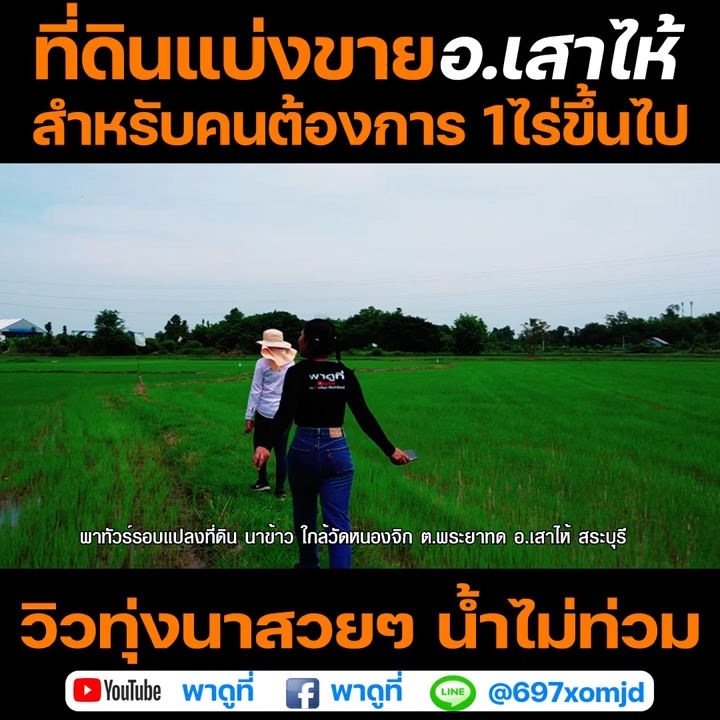 ที่ดินแบ่งขายอ.เสาไห้
สำหรับคนต้องการ 1ไร่ขึ้นไป
พาดูที่
พาทัวร์รอบแปลงที่ดิน นาข้าว ใกล้วัดหนองจิก ต.พระยาทด อ.เสาไห้ สระบุรี
วิวทุ่งนาสวยๆ น้ำไม่ท่วม
YouTube พาดูที่ พาดูที่ LINE @697xomjd